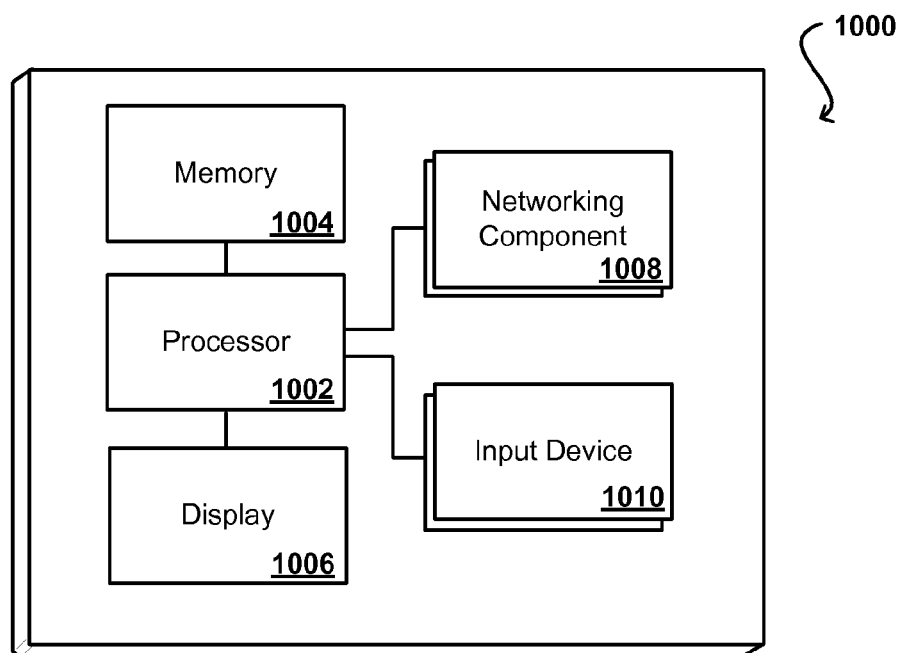 1000
Memory
1004
Networking
Component
1008
Processor
1002
Input Device
1010
Display
1006